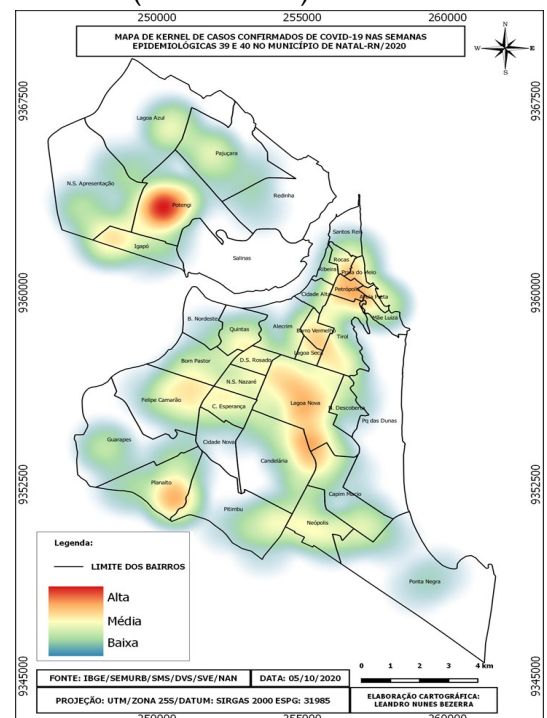 250000 255000 260000
MAPA DE KERNEL DE CASOS CONFIRMADOS DE COVID-19 NAS SEMANAS
EPIDEMIOLÓGICAS 39 E 40 NO MUNICÍPIO DE NATAL-RN/2020
N
W E
S
9367500 9367500
Lagoa Azul
Pajuçara
N.S. Apresentação
Redinha
Potengi
Santos Reis
Igapó
Salinas
Rocas
Ribeira Praia do Meio
9360000 9360000
Petrópolis
Cidade Alta Areia Preta
Mãe Luiza
B. Nordeste
Quintas Alecrim Barro Vermelho
Tirol
Lagoa Seca
Bom Pastor D.S. Rosado
N.S. Nazaré
Felipe Camarão
C. Esperança Lagoa Nova
N. Descoberta
Pq das Dunas
Guarapes
Cidade Nova
Candelária
9352500 9352500
Planalto
Capim Macio
Pitimbu
Neópolis
Ponta Negra
Legenda:
LIMITE DOS BAIRROS
Alta
Média
Baixa
0 1 2 3 4 km
9345000 9345000
FONTE: IBGE/SEMURB/SMS/DVS/SVE/NAN DATA: 05/10/2020
PROJEÇÃO: UTM/ZONA 25S/DATUM: SIRGAS 2000 ESPG: 31985
ELABORAÇÃO CARTOGRÁFICA:
LEANDRO NUNES BEZERRA
250000 255000 260000